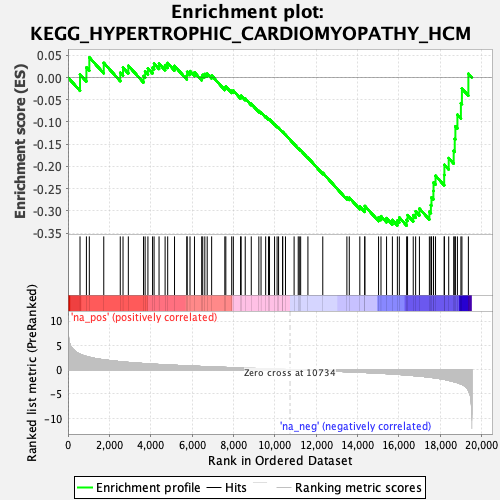 Enrichment plot:
KEGG_HYPERTROPHIC_CARDIOMYOPATHY_HCM
Enrichment score (ES)
0.05
0.00
-0.05
-0.10
-0.15
-0.20
-0.25
-0.30
-0.35
Ranked list metric (PreRanked)
'na_pos' (positively correlated)
10
5
0
-5
-10
Zero cross at 10734
'na_neg' (negatively correlated)
0
2,000
4,000
6,000
8,000
10,000
12,000
14,000
16,000
18,000
20,000
Rank in Ordered Dataset
Enrichment profile
Hits
Ranking metric scores